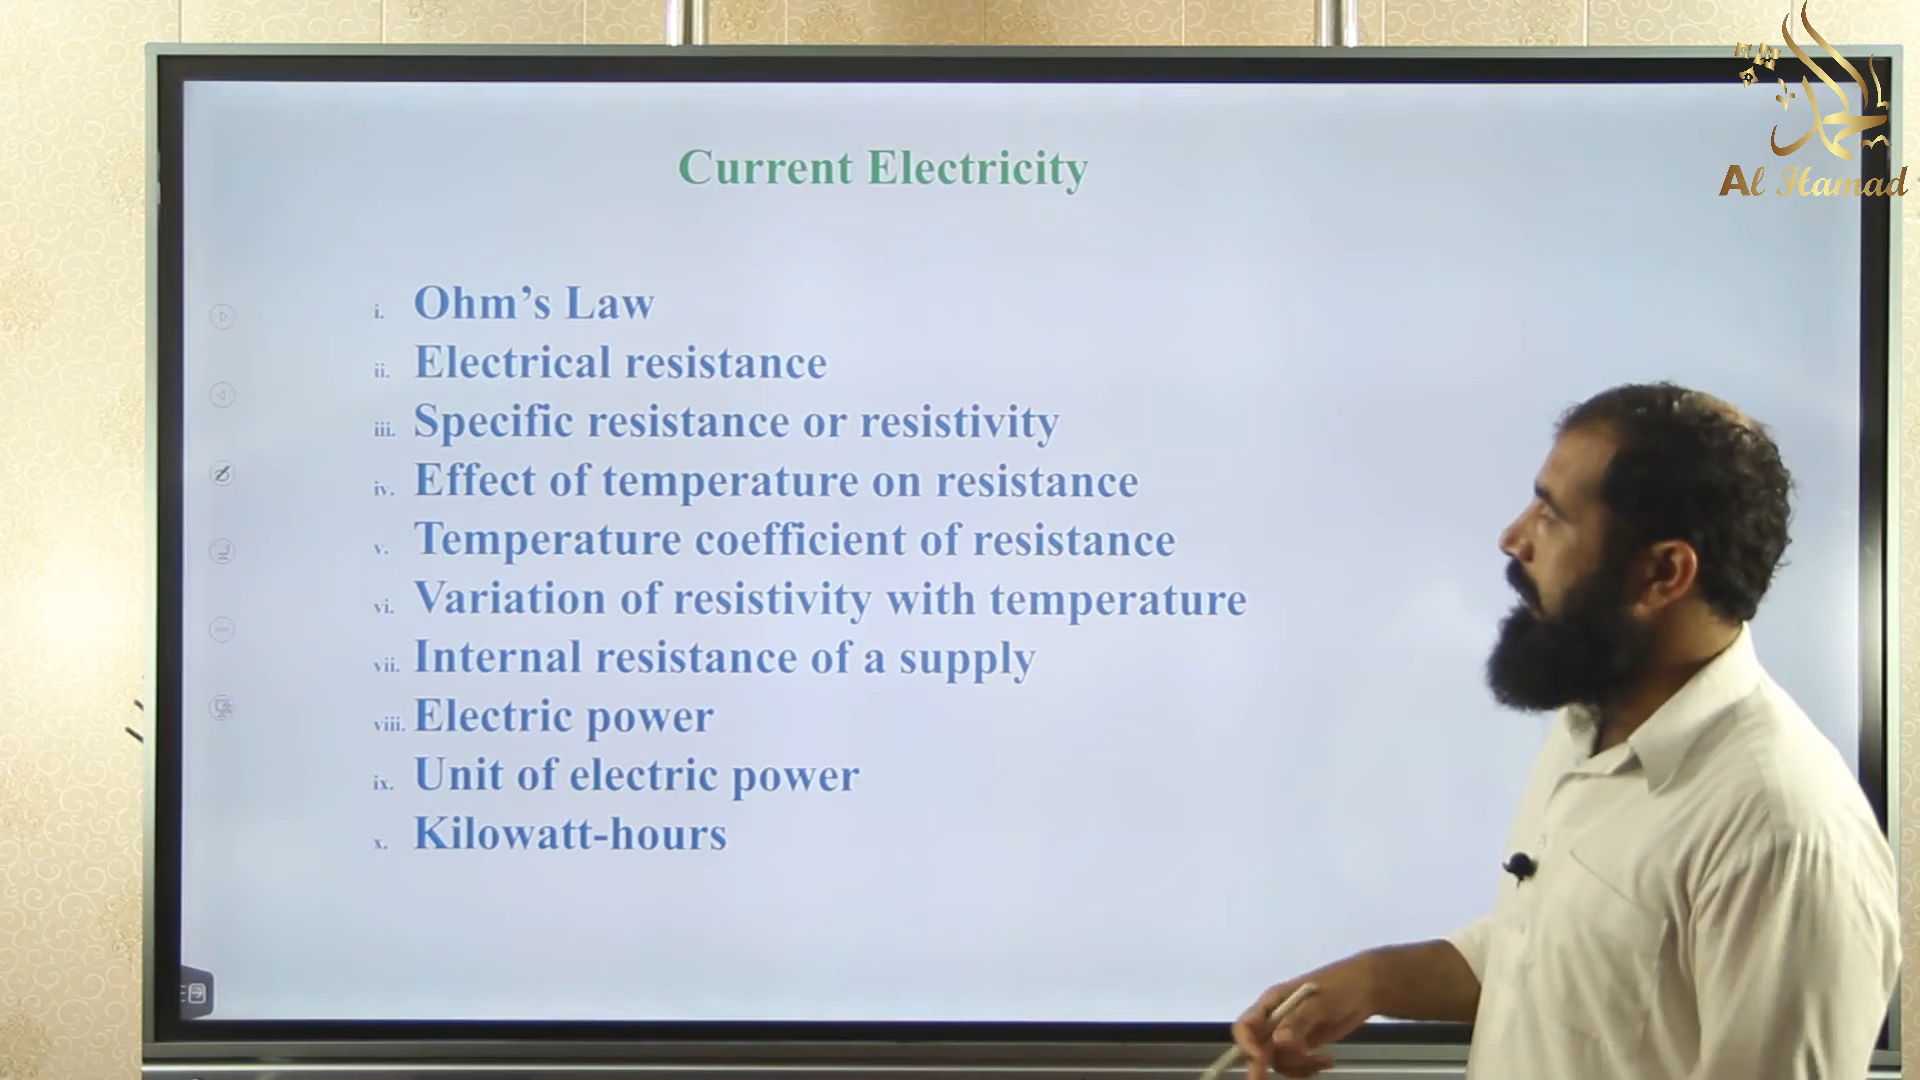 الحمد
Al Hamad
Current Electricity
i. Ohm’s Law
ii. Electrical resistance
iii. Specific resistance or resistivity
iv. Effect of temperature on resistance
v. Temperature coefficient of resistance
vi. Variation of resistivity with temperature
vii. Internal resistance of a supply
viii. Electric power
ix. Unit of electric power
x. Kilowatt-hours